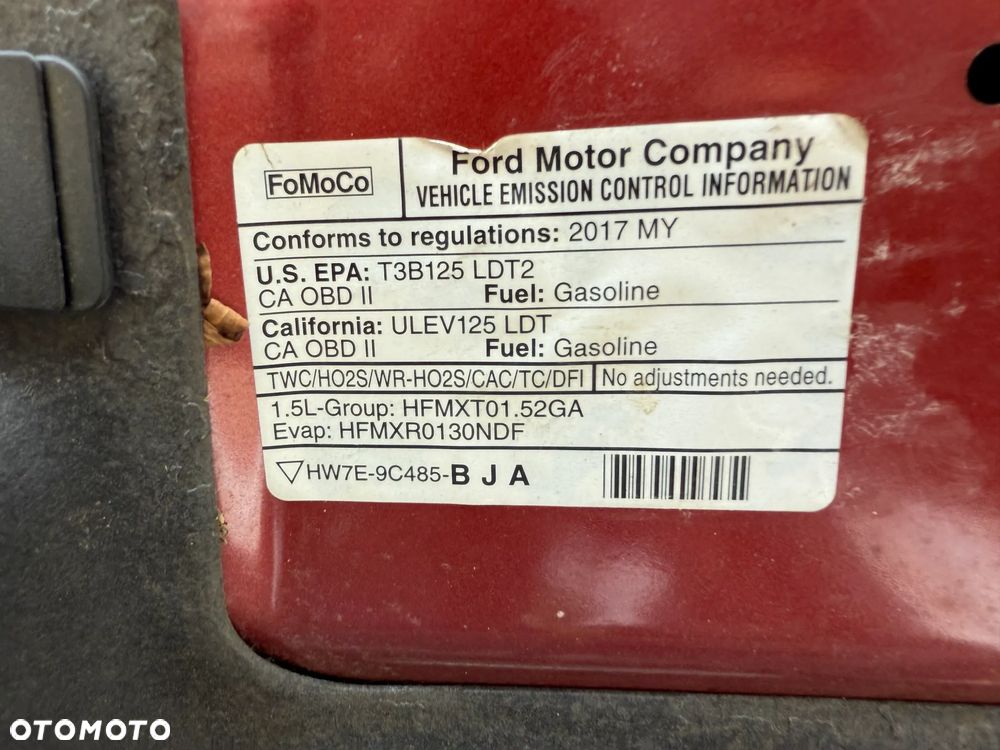 FoMoCo
Ford Motor Company
VEHICLE EMISSION CONTROL INFORMATION
Conforms to regulations: 2017 MY
U.S. EPA: T3B125 LDT2
CA OBD II Fuel: Gasoline
California: ULEV125 LDT
CA OBD II Fuel: Gasoline
TWC/HO2S/WR-HO2S/CAC/TC/DFI No adjustments needed.
1.5L-Group: HFMXT01.52GA
Evap: HFMXR0130NDF
HW7E-9C485-B J A
OTOMOTO